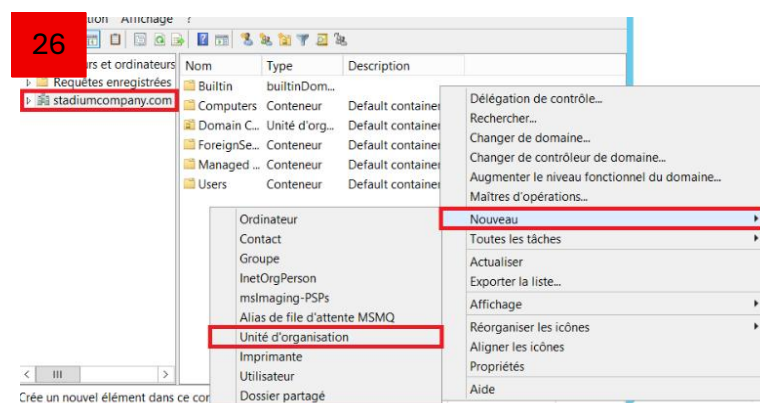 26
Affichage ?
rs et ordinateurs
Nom Type Description
Requêtes enregistrées
stadiumcompany.com
Builtin builtinDom...
Computers Conteneur Default container
Domain C... Unité d'org...
ForeignSe... Conteneur Default container
Managed ... Conteneur Default container
Users Conteneur Default container
Délégation de contrôle...
Rechercher...
Changer de domaine...
Changer de contrôleur de domaine...
Augmenter le niveau fonctionnel du domaine...
Maîtres d'opérations...
Nouveau
Toutes les tâches
Actualiser
Exporter la liste...
Affichage
Réorganiser les icônes
Aligner les icônes
Propriétés
Aide
Ordinateur
Contact
Groupe
InetOrgPerson
msImaging-PSPs
Alias de file d'attente MSMQ
Unité d'organisation
Imprimante
Utilisateur
Dossier partagé
Crée un nouvel élément dans ce cor